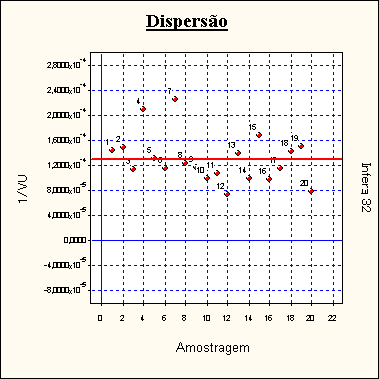 Dispersão
2,8000x10⁻⁴
2,4000x10⁻⁴
2,0000x10⁻⁴
1,6000x10⁻⁴
1,2000x10⁻⁴
8,0000x10⁻⁵
4,0000x10⁻⁵
0,0000
-4,0000x10⁻⁵
-8,0000x10⁻⁵
1/VU
1
2
3
4
5
6
7
8
9
10
11
12
13
14
15
16
17
18
19
20
0
2
4
6
8
10
12
14
16
18
20
22
Amostragem
Infera 32